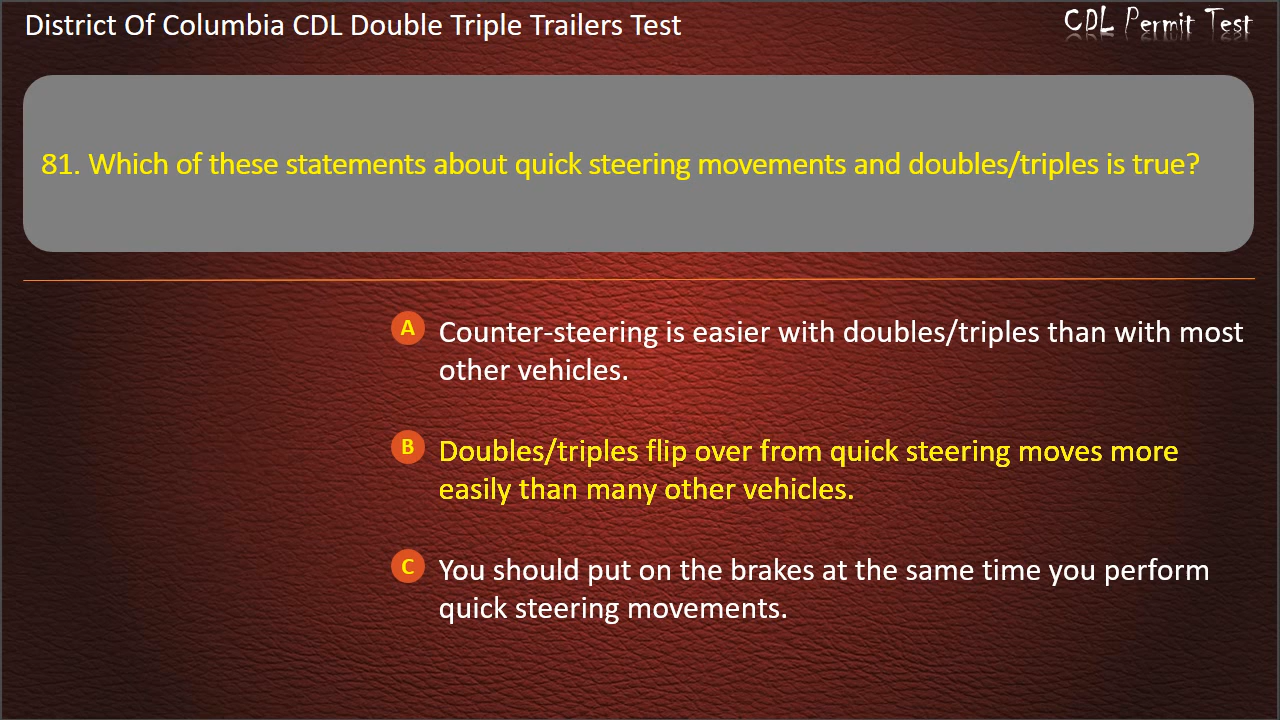 District Of Columbia CDL Double Triple Trailers Test
CDL Permit Test
81. Which of these statements about quick steering movements and doubles/triples is true?
A Counter-steering is easier with doubles/triples than with most
other vehicles.
B Doubles/triples flip over from quick steering moves more
easily than many other vehicles.
C You should put on the brakes at the same time you perform
quick steering movements.